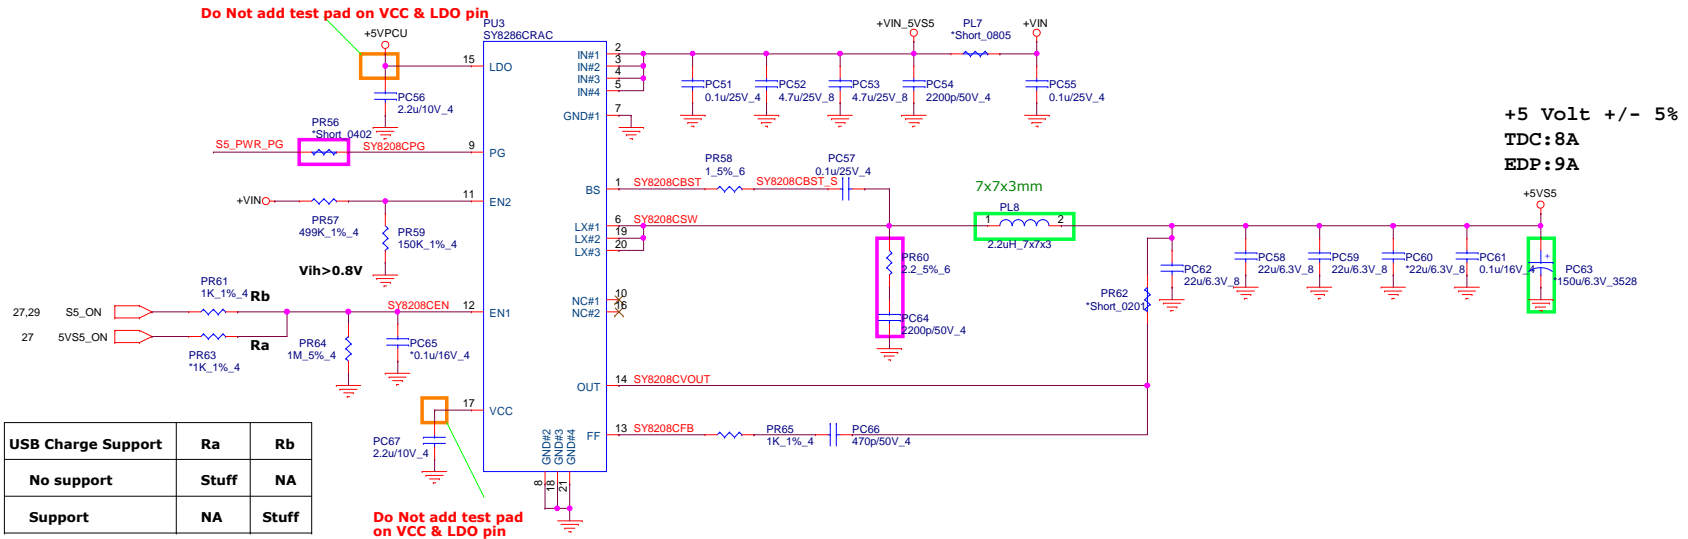 Do Not add test pad on VCC & LDO pin
+5VPCU
PU3
SY8286CRAC
+VIN_5VS5
PL7
*Short_0805
+VIN
15
LDO
IN#1
IN#2
IN#3
IN#4
2
3
4
5
PC56
2.2u/10V_4
PC51
0.1u/25V_4
PC52
4.7u/25V_8
PC53
4.7u/25V_8
PC54
2200p/50V_4
PC55
0.1u/25V_4
GND#1
7
+5 Volt +/- 5%
TDC:8A
EDP:9A
PR56
*Short_0402
S5_PWR_PG
SY8208CPG
9
PG
PR58
1_5%_6
PC57
0.1u/25V_4
BS
1
SY8208CBST
SY8208CBST_S
7x7x3mm
+VIN
11
EN2
PR57
499K_1%_4
PR59
150K_1%_4
Vih>0.8V
LX#1
LX#2
LX#3
6
19
20
SY8208CSW
PL8
1
2
2.2uH_7x7x3
+5VS5
PR60
2.2_5%_6
PC62
22u/6.3V_8
PC58
22u/6.3V_8
PC59
22u/6.3V_8
PC60
*22u/6.3V_8
PC61
0.1u/16V_4
+
PC63
*150u/6.3V_3528
PR61
1K_1%_4
Rb
27,29
S5_ON
SY8208CEN
12
EN1
NC#1
NC#2
10
16
PC64
2200p/50V_4
PR62
*Short_0201
27
5VS5_ON
Ra
PR63
*1K_1%_4
PR64
1M_5%_4
PC65
*0.1u/16V_4
OUT
14
SY8208CVOUT
17
VCC
PC67
2.2u/10V_4
FF
13
SY8208CFB
PR65
1K_1%_4
PC66
470p/50V_4
GND#2
GND#3
GND#4
8
18
21
USB Charge Support
Ra
Rb
No support
Stuff
NA
Support
NA
Stuff
Do Not add test pad
on VCC & LDO pin